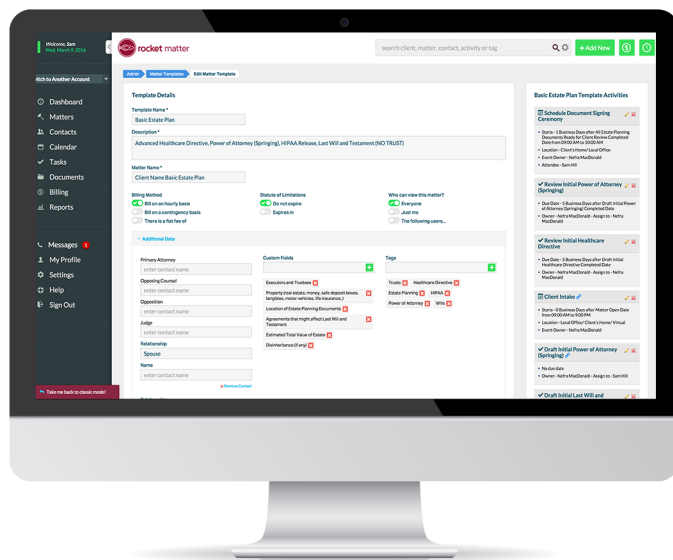 Welcome, Sam
Wed, March 9, 2016
rocket matter
search client, matter, contact, activity or tag
+ Add New
Switch to Another Account
Dashboard
Matters
Contacts
Calendar
Tasks
Documents
Billing
Reports
Messages 1
My Profile
Settings
Help
Sign Out
Take me back to classic mode!
Admin
Matter Templates
Edit Matter Template
Template Details
Template Name *
Basic Estate Plan
Description *
Advanced Healthcare Directive, Power of Attorney (Springing), HIPAA Release, Last Will and Testament (NO TRUST)
Matter Name *
Client Name Basic Estate Plan
Billing Method
Bill on an hourly basis
Bill on a contingency basis
There is a flat fee of
Statute of Limitations
Do not expire
Expires in
Who can view this matter?
Everyone
Just me
The following users...
Additional Data
Primary Attorney
enter contact name
Opposing Counsel
enter contact name
Opposition
enter contact name
Judge
enter contact name
Relationship
Spouse
Name
enter contact name
Remove Contact
Custom Fields
Executors and Trustees
Property (real estate, money, safe deposit boxes,
tangibles, motor vehicles, life insurance..)
Location of Estate Planning Documents
Agreements that might affect Last Will and
Testament
Estimated Total Value of Estate
Disinheritance (if any)
Tags
Trusts Healthcare Directive
Estate Planning HIPAA
Power of Attorney Wills
Basic Estate Plan Template Activities
Schedule Document Signing
Ceremony
Starts - 1 Business Days after All Estate Planning
Documents Ready for Client Review Completed
Date from 09:00 AM to 10:00 AM
Location - Client's Home/ Local Office
Event Owner - Nefra MacDonald
Attendee - Sam Hill
Review Initial Power of Attorney
(Springing)
Due Date - 5 Business Days after Draft Initial Power
of Attorney (Springing) Completed Date
Owner - Nefra MacDonald - Assign to - Nefra
MacDonald
Review Initial Healthcare
Directive
Due Date - 5 Business Days after Draft Initial
Healthcare Directive Completed Date
Owner - Nefra MacDonald - Assign to - Nefra
MacDonald
Client Intake
Starts - 0 Business Days after Matter Open Date
from 09:00 AM to 9:00 PM
Location - Local Office/ Client's Home/ Virtual
Event Owner - Nefra MacDonald
Draft Initial Power of Attorney
(Springing)
No due date
Owner - Nefra MacDonald - Assign to - Sam Hill
Draft Initial Last Will and